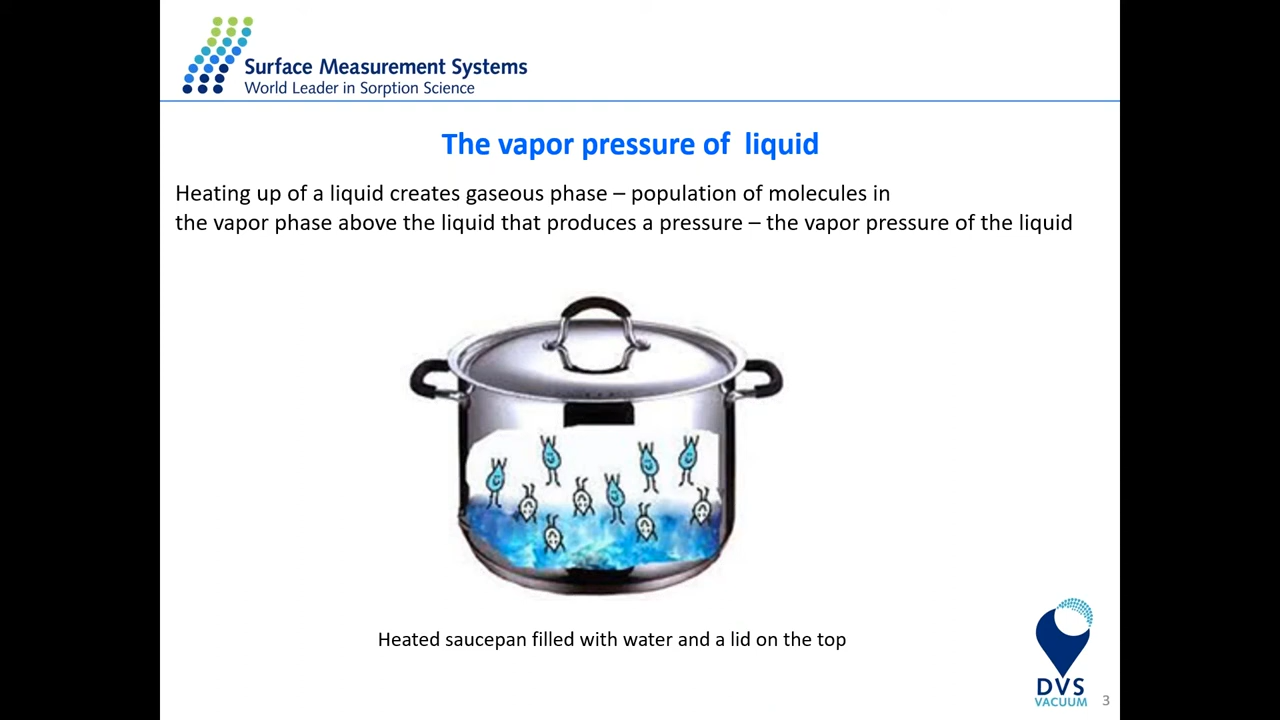 Surface Measurement Systems
World Leader in Sorption Science
The vapor pressure of  liquid
Heating up of a liquid creates gaseous phase – population of molecules in
the vapor phase above the liquid that produces a pressure – the vapor pressure of the liquid
Heated saucepan filled with water and a lid on the top
DVS
VACUUM
3